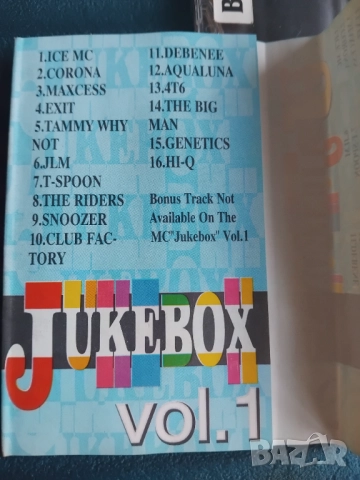 1.ICE MC
2.CORONA
3.MAXCESS
4.EXIT
5.TAMMY WHY
NOT
6.JLM
7.T-SPOON
8.THE RIDERS
9.SNOOZER
10.CLUB FAC-
TORY
11.DEBENEE
12.AQUALUNA
13.4T6
14.THE BIG
MAN
15.GENETICS
16.HI-Q
Bonus Track Not
Available On The
MC"Jukebox" Vol.1
JUKEBOX
vol.1
BAZAR